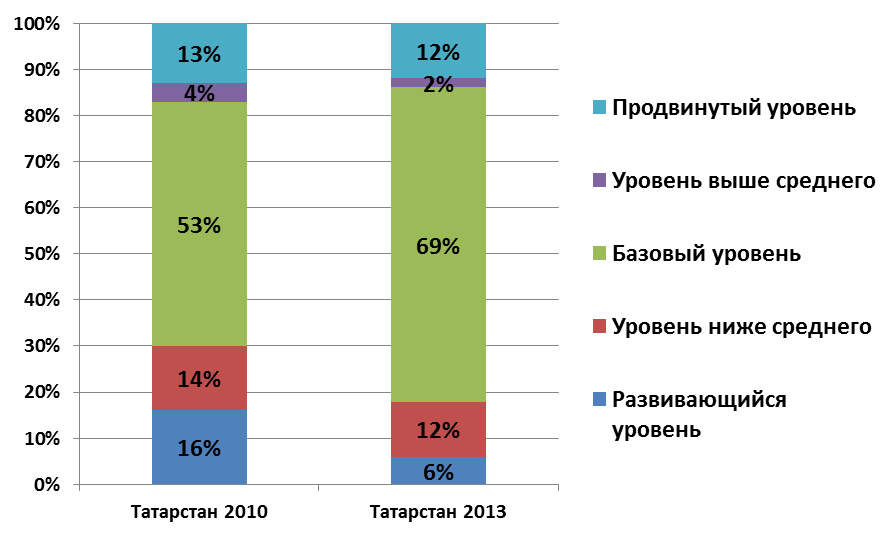 100%
90%
80%
70%
60%
50%
40%
30%
20%
10%
0%
13%
4%
53%
14%
16%
12%
2%
69%
12%
6%
Татарстан 2010
Татарстан 2013
Продвинутый уровень
Уровень выше среднего
Базовый уровень
Уровень ниже среднего
Развивающийся
уровень